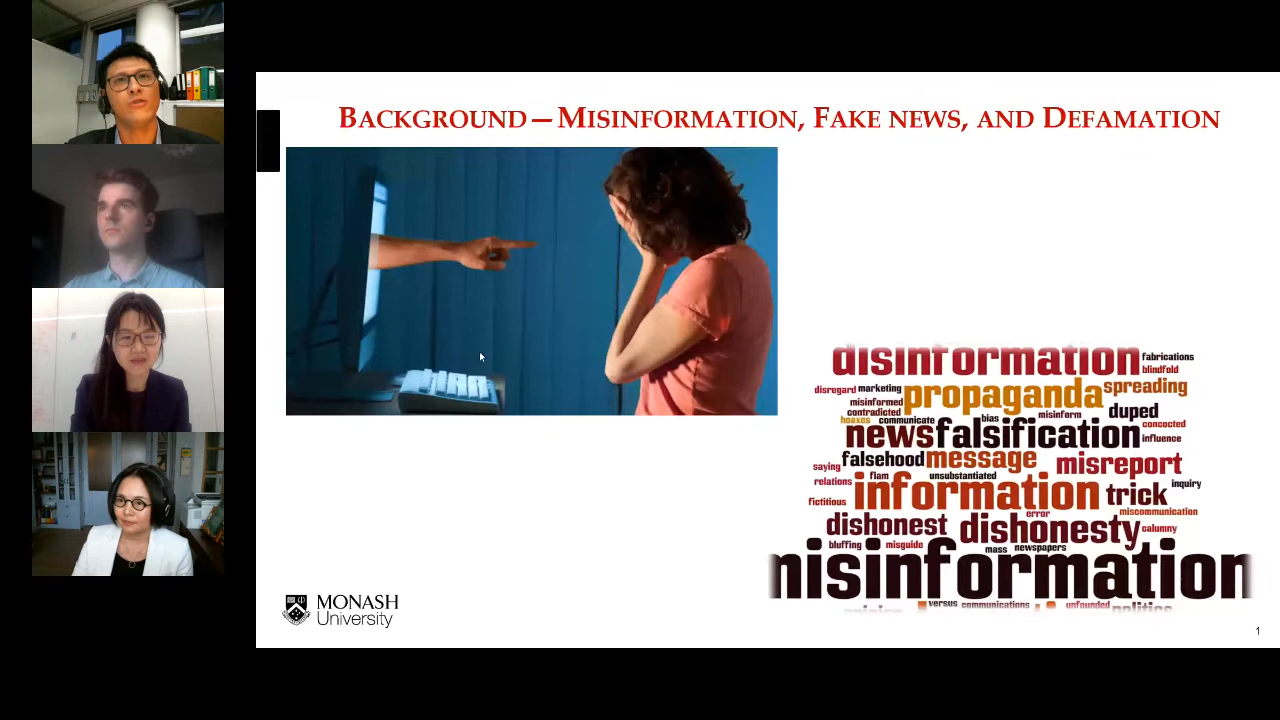 BACKGROUND—MISINFORMATION, FAKE NEWS, AND DEFAMATION
disinformation
fabrications
blindfold
disregard marketing propaganda spreading
misinformed
contradicted
hoaxes communicate bias misinform duped
concocted
news falsification influence
falsehood message misreport
saying
relations flam unsubstantiated inquiry
fictitious information trick
error miscommunication
dishonest dishonesty calumny
bluffing misguide mass newspapers
misinformation
versus communications unfounded politics
MONASH
University
1